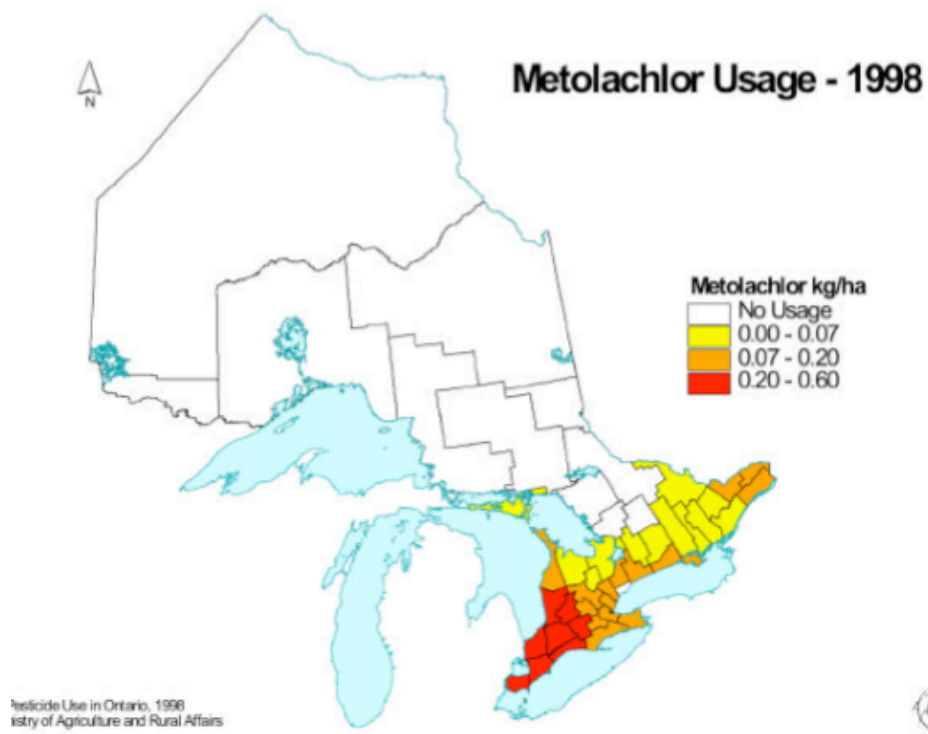 Metolachlor Usage - 1998
N
Metolachlor kg/ha
No Usage
0.00 - 0.07
0.07 - 0.20
0.20 - 0.60
Pesticide Use in Ontario, 1998
istry of Agriculture and Rural Affairs